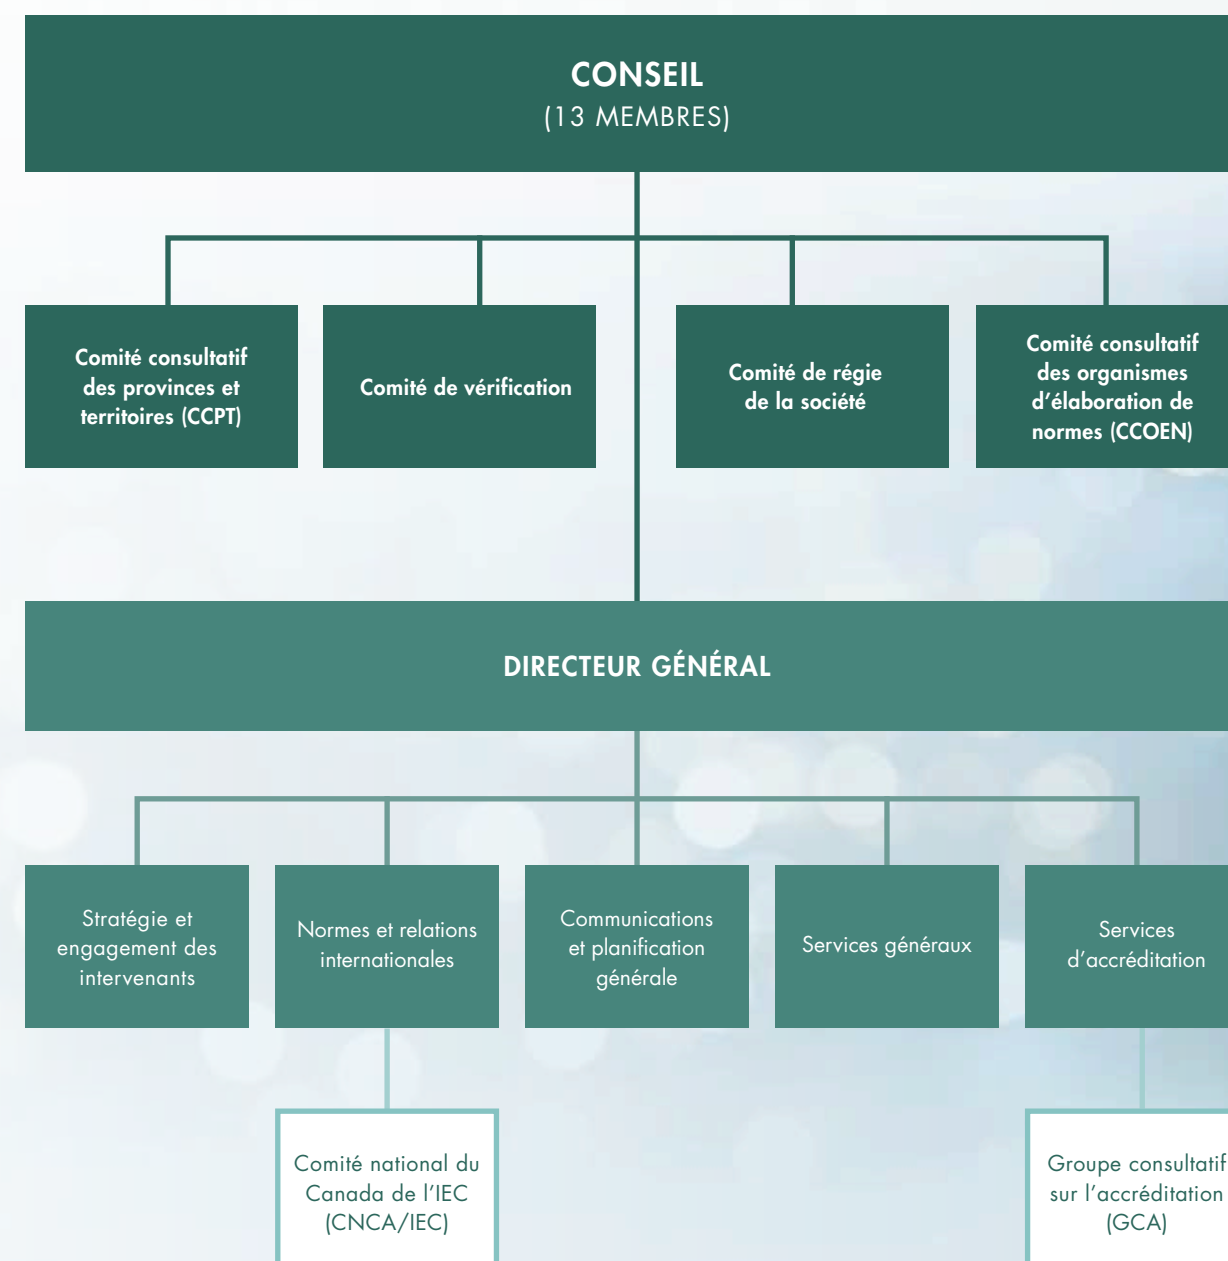 CONSEIL
(13 MEMBRES)
Comité consultatif
des provinces et
territoires (CCPT)
Comité de vérification
Comité de régie
de la société
Comité consultatif
des organismes
d’élaboration de
normes (CCOEN)
DIRECTEUR GÉNÉRAL
Stratégie et
engagement des
intervenants
Normes et relations
internationales
Communications
et planification
générale
Services généraux
Services
d’accréditation
Comité national du
Canada de l’IEC
(CNCA/IEC)
Groupe consultatif
sur l’accréditation
(GCA)